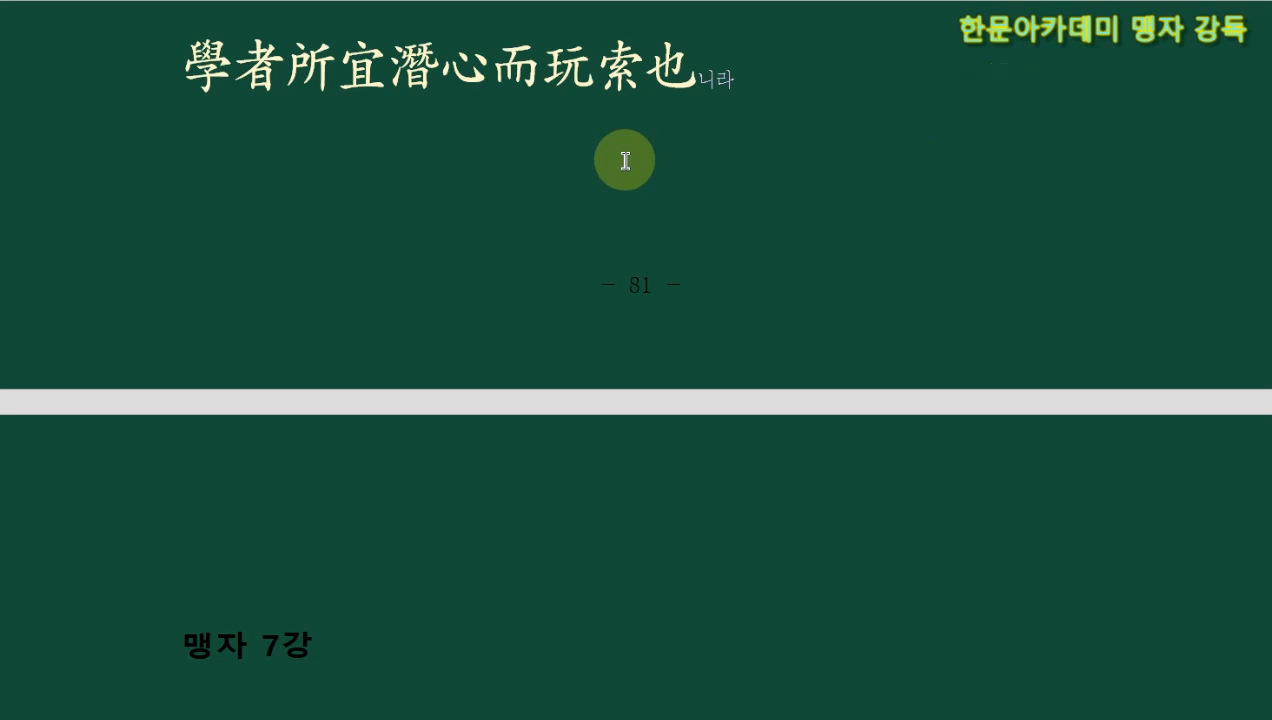 한문아카데미 맹자 강독
學者所宜潛心而玩索也니라
- 81 -
맹자 7강